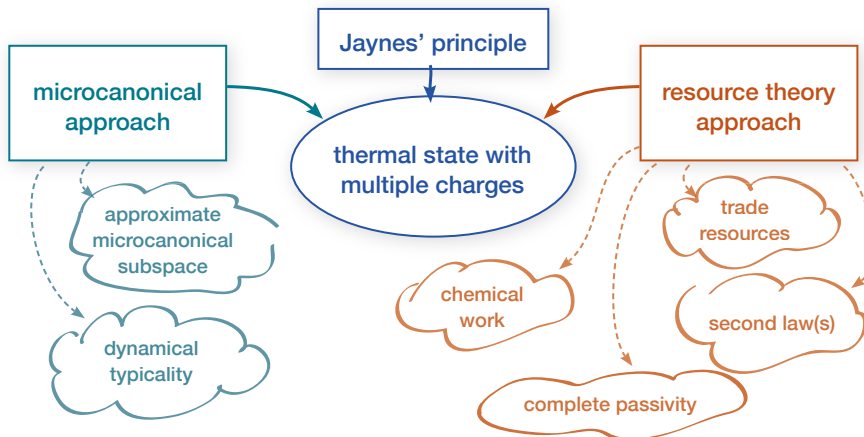 Jaynes’ principle
microcanonical
approach
resource theory
approach
thermal state with
multiple charges
approximate
microcanonical
subspace
trade
resources
chemical
work
second law(s)
dynamical
typicality
complete passivity